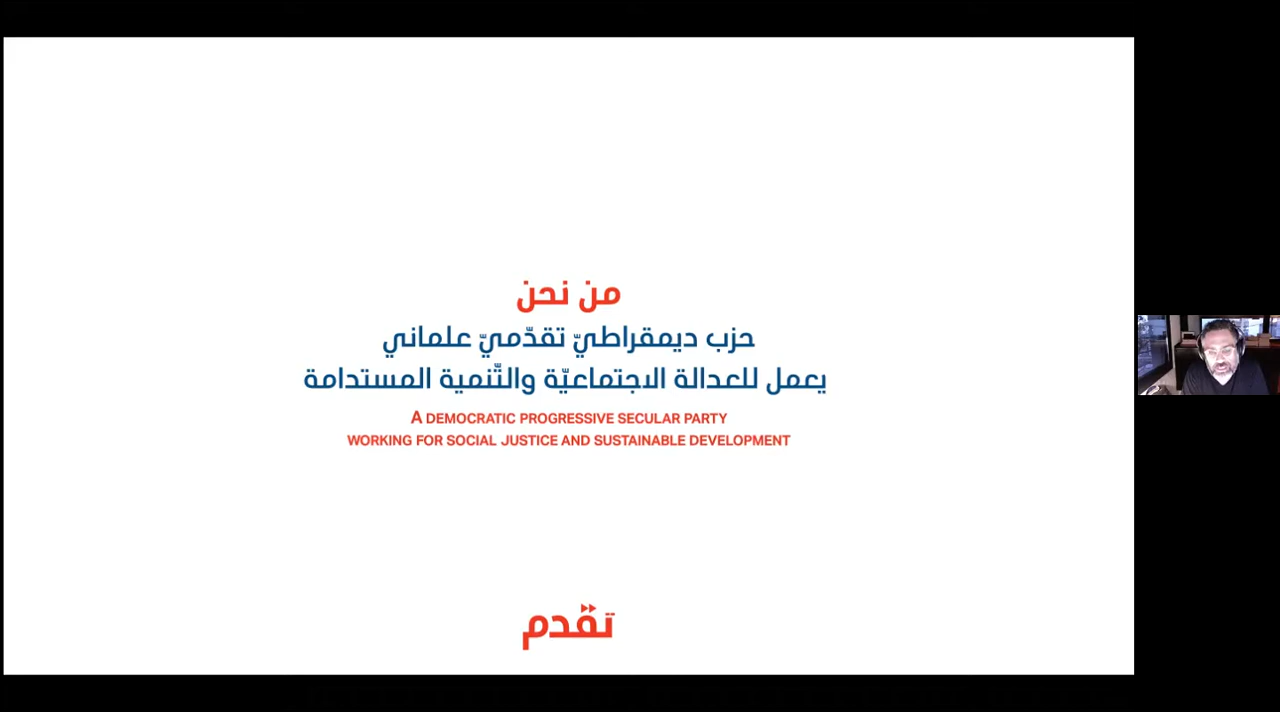 من نحن
حزب ديمقراطيّ تقدّميّ علماني
يعمل للعدالة الاجتماعيّة والتّنمية المستدامة
A DEMOCRATIC PROGRESSIVE SECULAR PARTY
WORKING FOR SOCIAL JUSTICE AND SUSTAINABLE DEVELOPMENT
تقدم